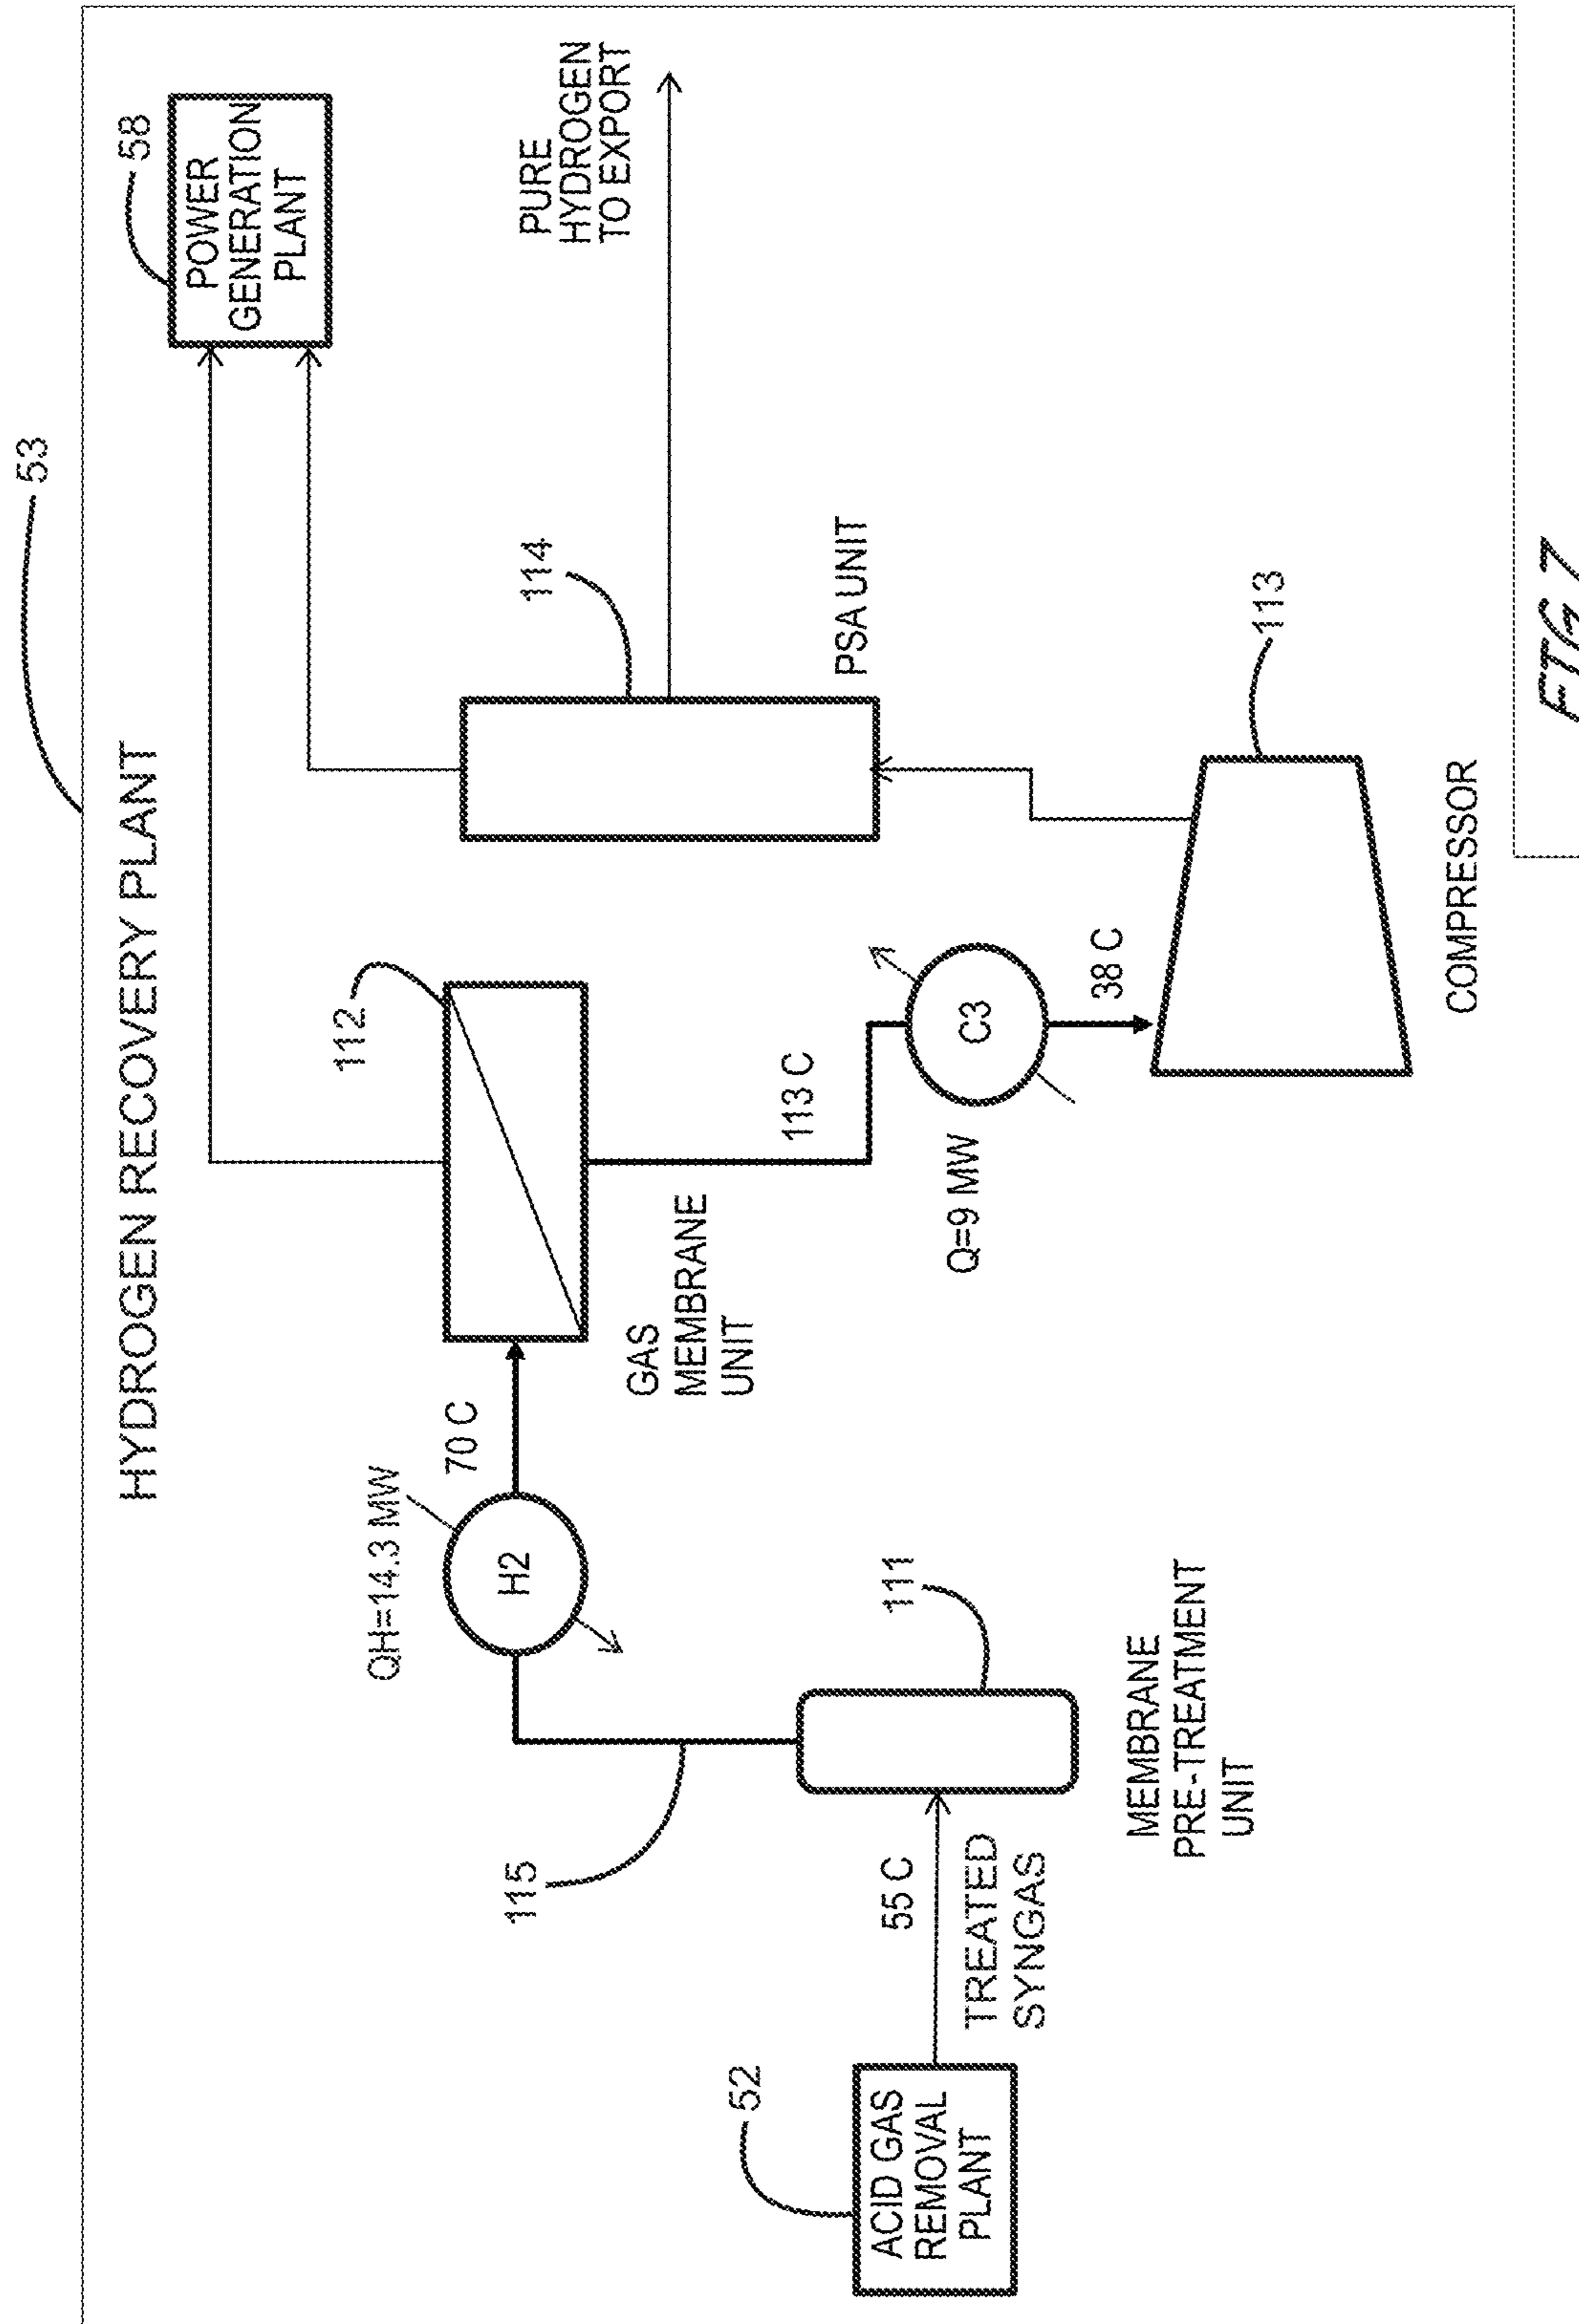 53
HYDROGEN RECOVERY PLANT
58
POWER
GENERATION
PLANT
112
QH=14.3 MW
H2
70 C
114
PURE
HYDROGEN
TO EXPORT
115
GAS
MEMBRANE
UNIT
113 C
PSA UNIT
52
ACID GAS
REMOVAL
PLANT
55 C
TREATED
SYNGAS
111
MEMBRANE
PRE-TREATMENT
UNIT
Q=9 MW
C3
38 C
113
COMPRESSOR
FIG 7